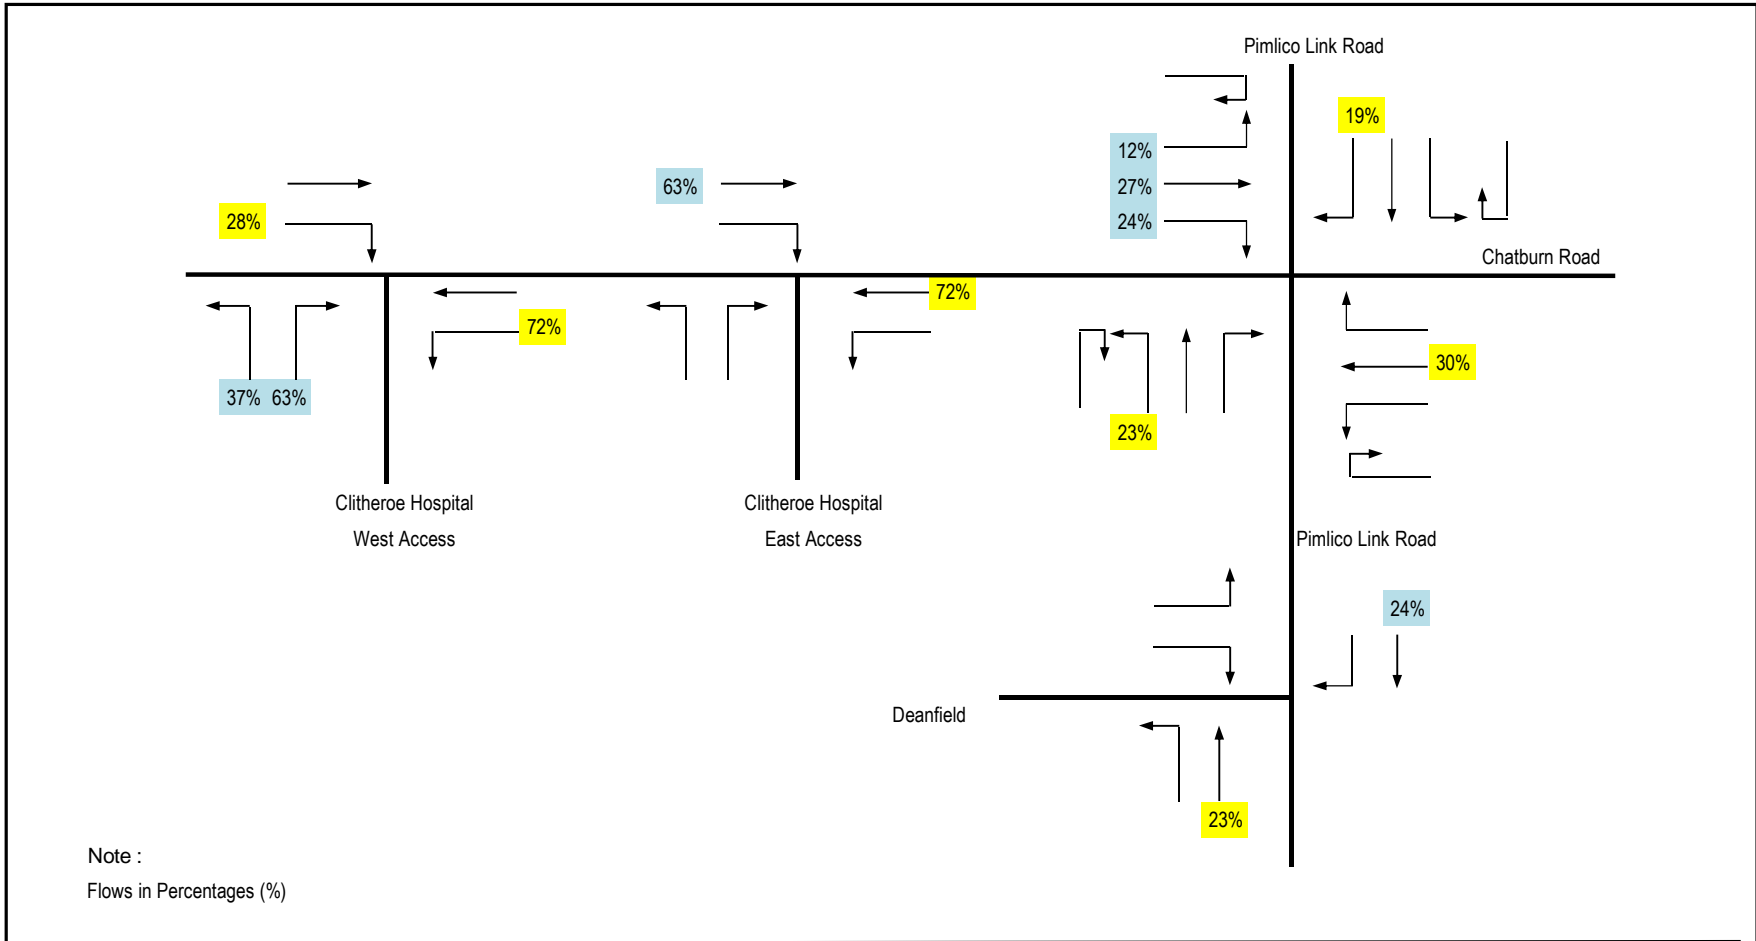 Pimlico Link Road
19%
12%
63%
27%
28%
24%
Chatburn Road
72%
72%
30%
37% 63%
23%
Clitheroe Hospital
West Access
Clitheroe Hospital
East Access
Pimlico Link Road
24%
Deanfield
23%
Note :
Flows in Percentages (%)